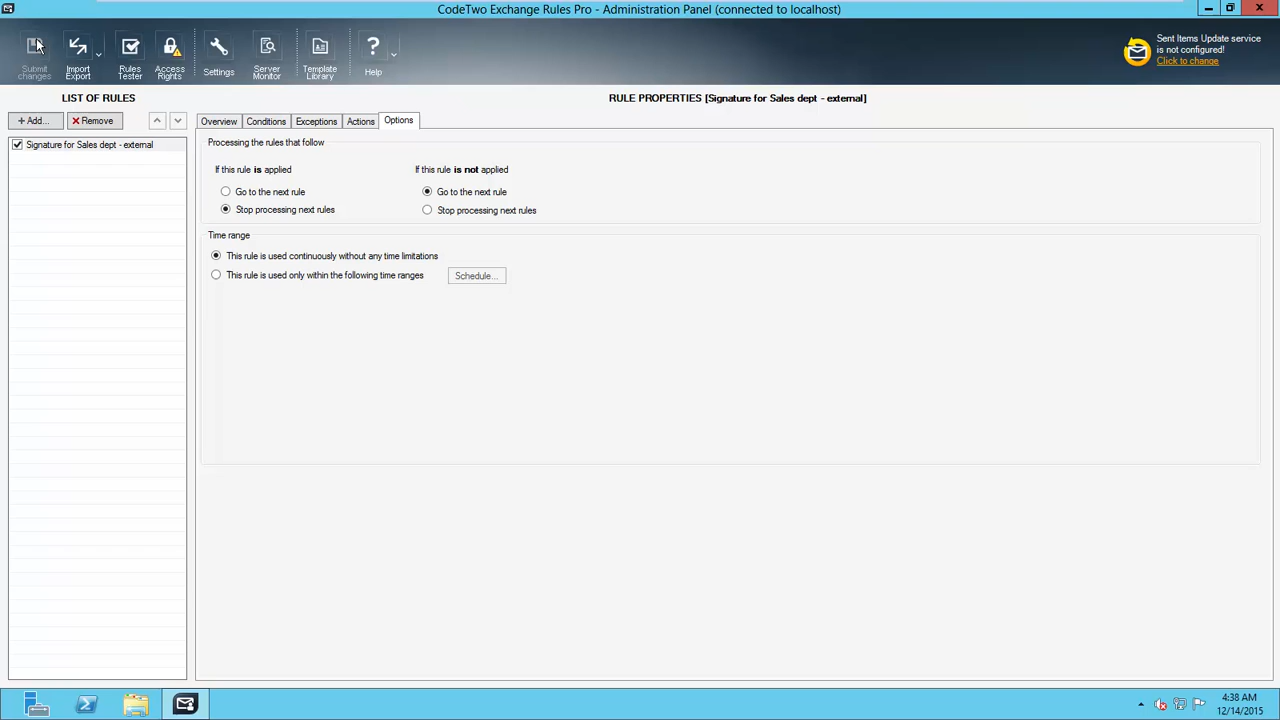 CodeTwo Exchange Rules Pro - Administration Panel (connected to localhost)
Submit changes
Import Export
Rules Tester
Access Rights
Settings
Server Monitor
Template Library
Help
Sent Items Update service
is not configured!
Click to change
LIST OF RULES
RULE PROPERTIES [Signature for Sales dept - external]
+ Add...
Remove
Overview
Conditions
Exceptions
Actions
Options
Signature for Sales dept - external
Processing the rules that follow
If this rule is applied
If this rule is not applied
Go to the next rule
Go to the next rule
Stop processing next rules
Stop processing next rules
Time range
This rule is used continuously without any time limitations
This rule is used only within the following time ranges
Schedule...
4:38 AM
12/14/2015